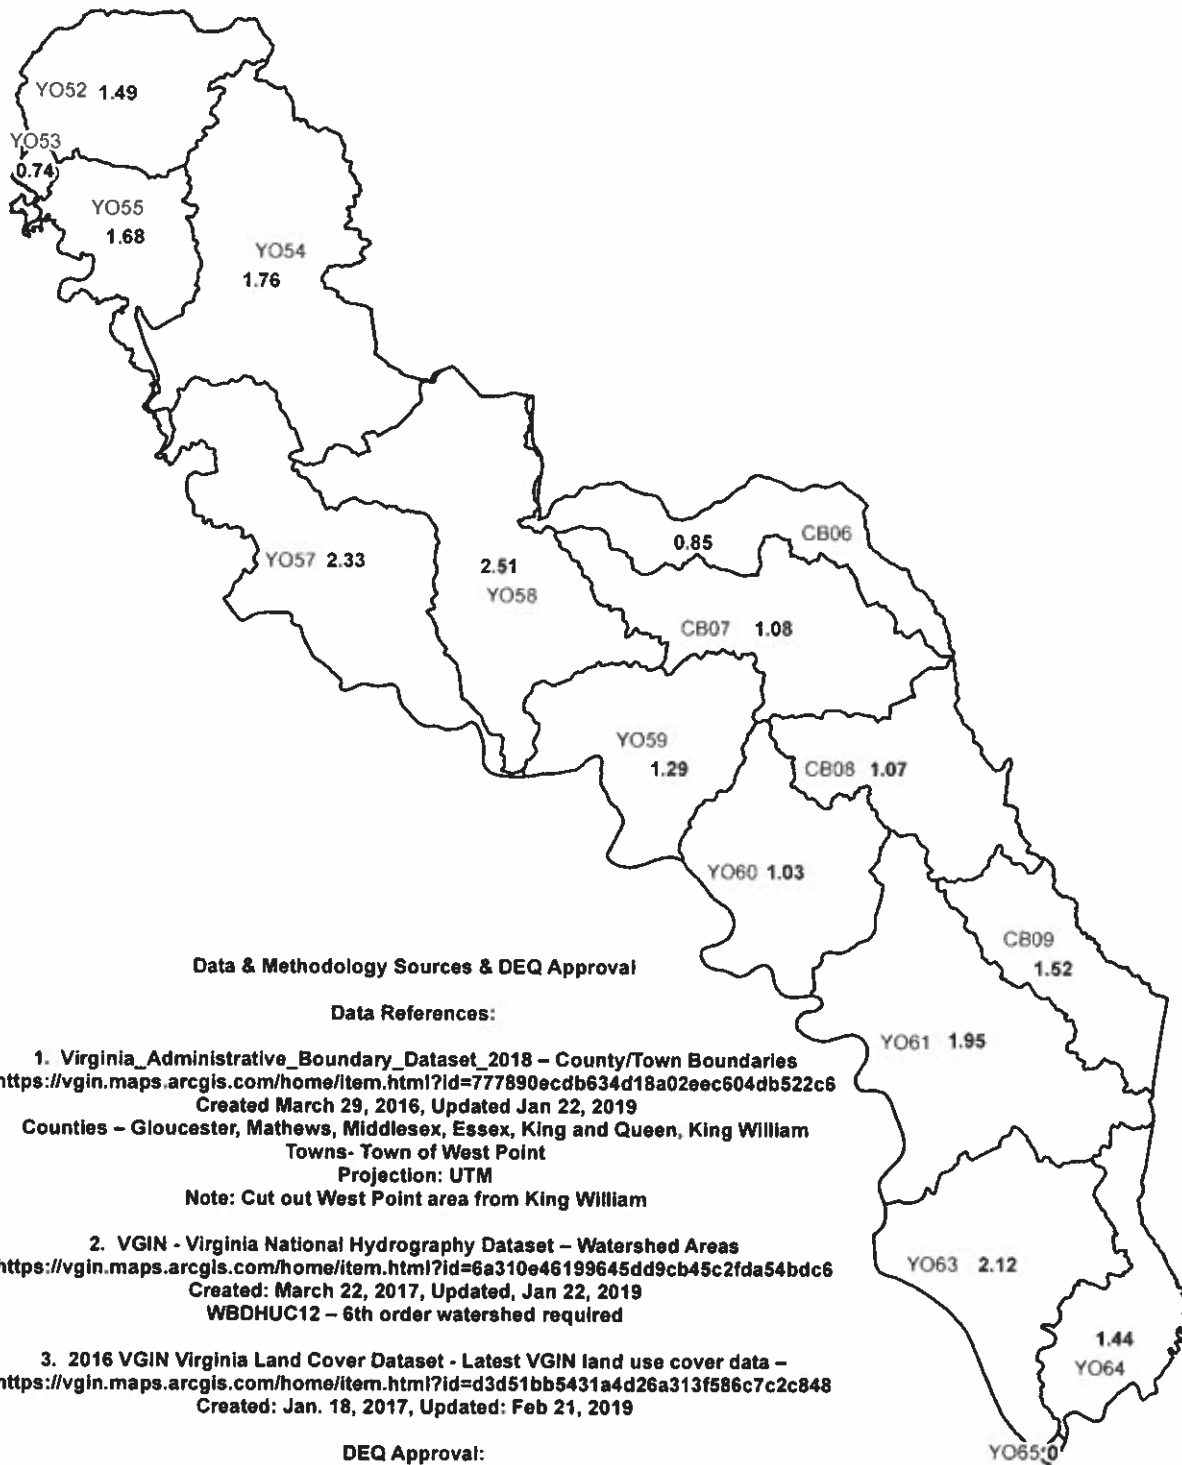 YO52 1.49
YO53
0.74
YO55
1.68
YO54
1.76
YO57 2.33
2.51
YO58
0.85
CB06
CB07 1.08
YO59
1.29
CB08 1.07
YO60 1.03
CB09
1.52
YO61 1.95
YO63 2.12
1.44
YO64
YO65:0
Data & Methodology Sources & DEQ Approval
Data References:
1. Virginia_Administrative_Boundary_Dataset_2018 – County/Town Boundaries
https://vgin.maps.arcgis.com/home/item.html?id=777890ecdb634d18a02eec604db522c6
Created March 29, 2016, Updated Jan 22, 2019
Counties – Gloucester, Mathews, Middlesex, Essex, King and Queen, King William
Towns- Town of West Point
Projection: UTM
Note: Cut out West Point area from King William
2. VGIN - Virginia National Hydrography Dataset – Watershed Areas
https://vgin.maps.arcgis.com/home/item.html?id=6a310e46199645dd9cb45c2fda54bdc6
Created: March 22, 2017, Updated, Jan 22, 2019
WBDHUC12 – 6th order watershed required
3. 2016 VGIN Virginia Land Cover Dataset - Latest VGIN land use cover data –
https://vgin.maps.arcgis.com/home/item.html?id=d3d51bb5431a4d26a313f586c7c2c848
Created: Jan. 18, 2017, Updated: Feb 21, 2019
DEQ Approval: